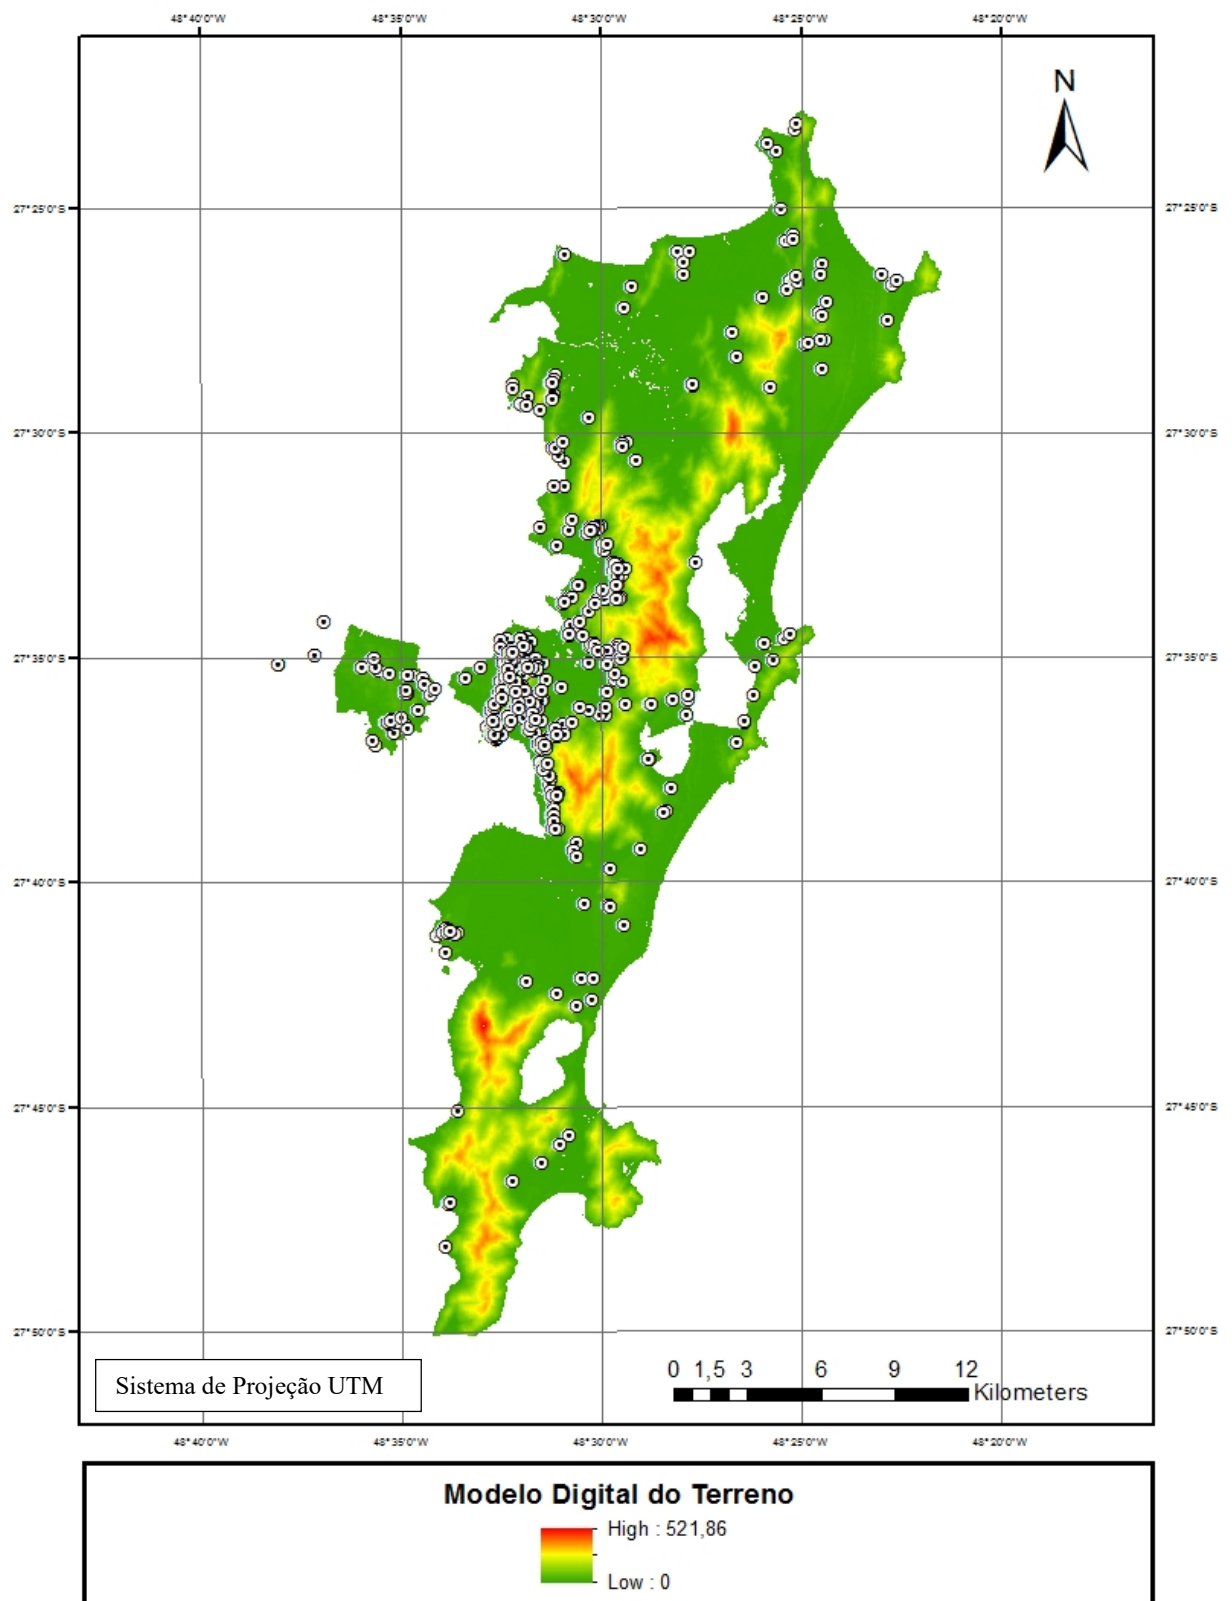 48°40'0"W 48°35'0"W 48°30'0"W 48°25'0"W 48°20'0"W
N
27°25'0"S 27°25'0"S
27°30'0"S 27°30'0"S
27°35'0"S 27°35'0"S
27°40'0"S 27°40'0"S
27°45'0"S 27°45'0"S
27°50'0"S 27°50'0"S
Sistema de Projeção UTM
0 1,5 3 6 9 12
Kilometers
48°40'0"W 48°35'0"W 48°30'0"W 48°25'0"W 48°20'0"W
Modelo Digital do Terreno
High : 521,86
Low : 0